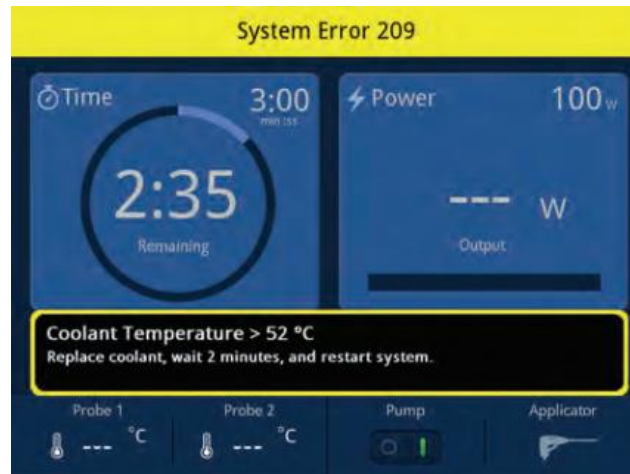 System Error 209
Time
3:00
min:ss
2:35
Remaining
Power
100 W
--- W
Output
Coolant Temperature > 52 °C
Replace coolant, wait 2 minutes, and restart system.
Probe 1
--- °C
Probe 2
--- °C
Pump
Applicator